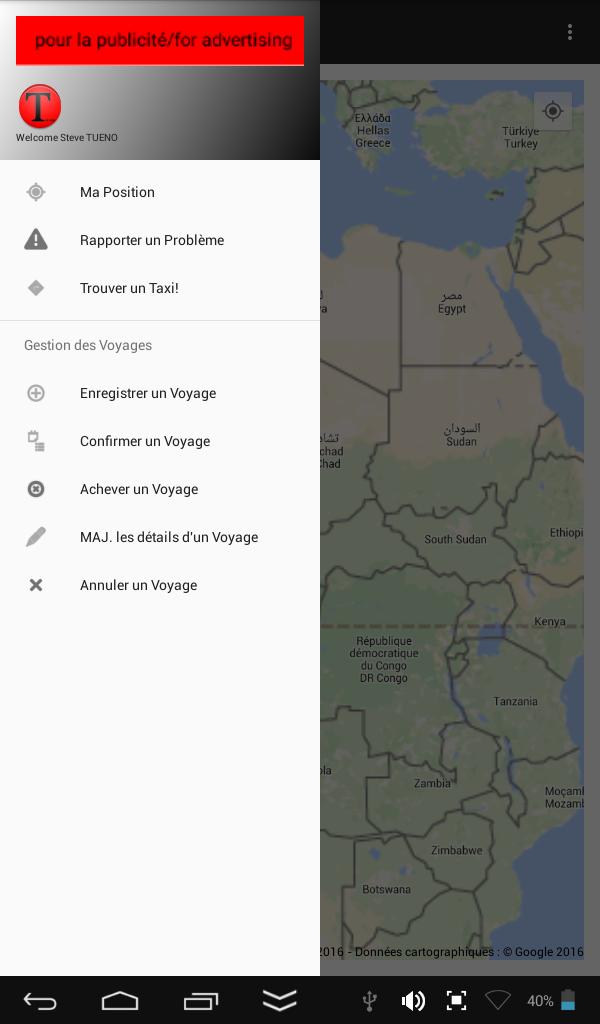 pour la publicité/for advertising
T
Welcome Steve TUENO
Ma Position
Rapporter un Problème
Trouver un Taxi!
Gestion des Voyages
Enregistrer un Voyage
Confirmer un Voyage
Achever un Voyage
MAJ. les détails d'un Voyage
Annuler un Voyage
Ελλάδα
Hellas
Greece
Türkiye
Turkey
مصر
Egypt
السودان
Sudan
تشاد
chad
Chad
South Sudan
Ethiopi
Kenya
République
démocratique
du Congo
DR Congo
Tanzania
ola
Zambia
Moçaml
Mozaml
Zimbabwe
Botswana
2016 - Données cartographiques : © Google 2016
40%